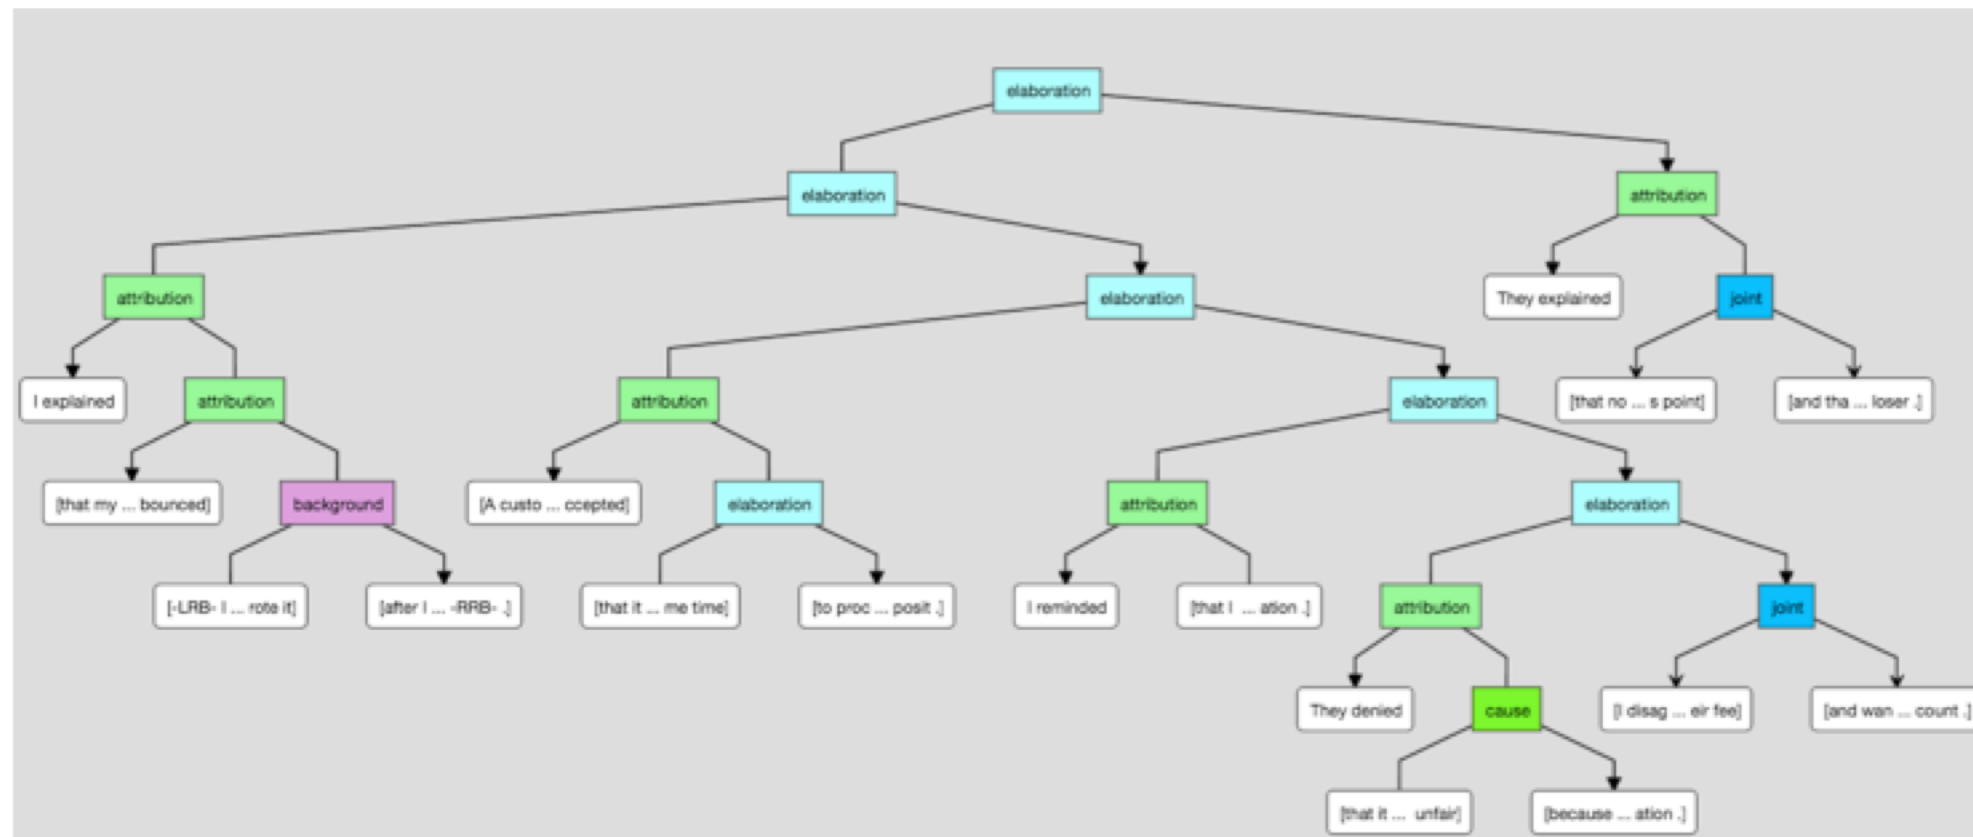 elaboration
elaboration
attribution
attribution
elaboration
They explained
joint
I explained
attribution
attribution
elaboration
[that no ... s point]
[and tha ... loser .]
[that my ... bounced]
background
[A custo ... ccepted]
elaboration
attribution
elaboration
[-LRB- I ... rote it]
[after I ... -RRB- .]
[that it ... me time]
[to proc ... posit .]
I reminded
[that I ... ation .]
attribution
joint
They denied
cause
[I disag ... eir fee]
[and wan ... count .]
[that it ... unfair]
[because ... ation .]